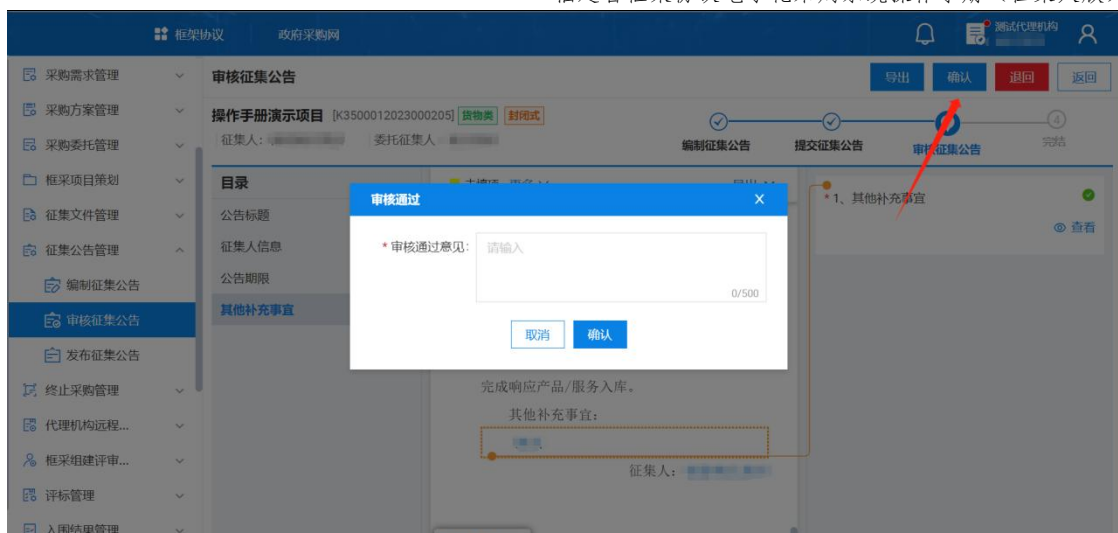 框架协议
政府采购网
测试代理机构
采购需求管理
采购方案管理
采购委托管理
框采项目策划
征集文件管理
征集公告管理
编制征集公告
审核征集公告
发布征集公告
终止采购管理
代理机构远程...
框采组建评审...
评标管理
入围结果管理
审核征集公告
导出
确认
退回
返回
操作手册演示项目 [K3500012023000205] 货物类 封闭式
征集人:
委托征集人
编制征集公告
提交征集公告
审核征集公告
4
完结
目录
公告标题
征集人信息
公告期限
其他补充事宜
审核通过
X
* 审核通过意见:
请输入
0/500
取消
确认
完成响应产品/服务入库。
其他补充事宜:
征集人:
* 1、其他补充事宜
查看